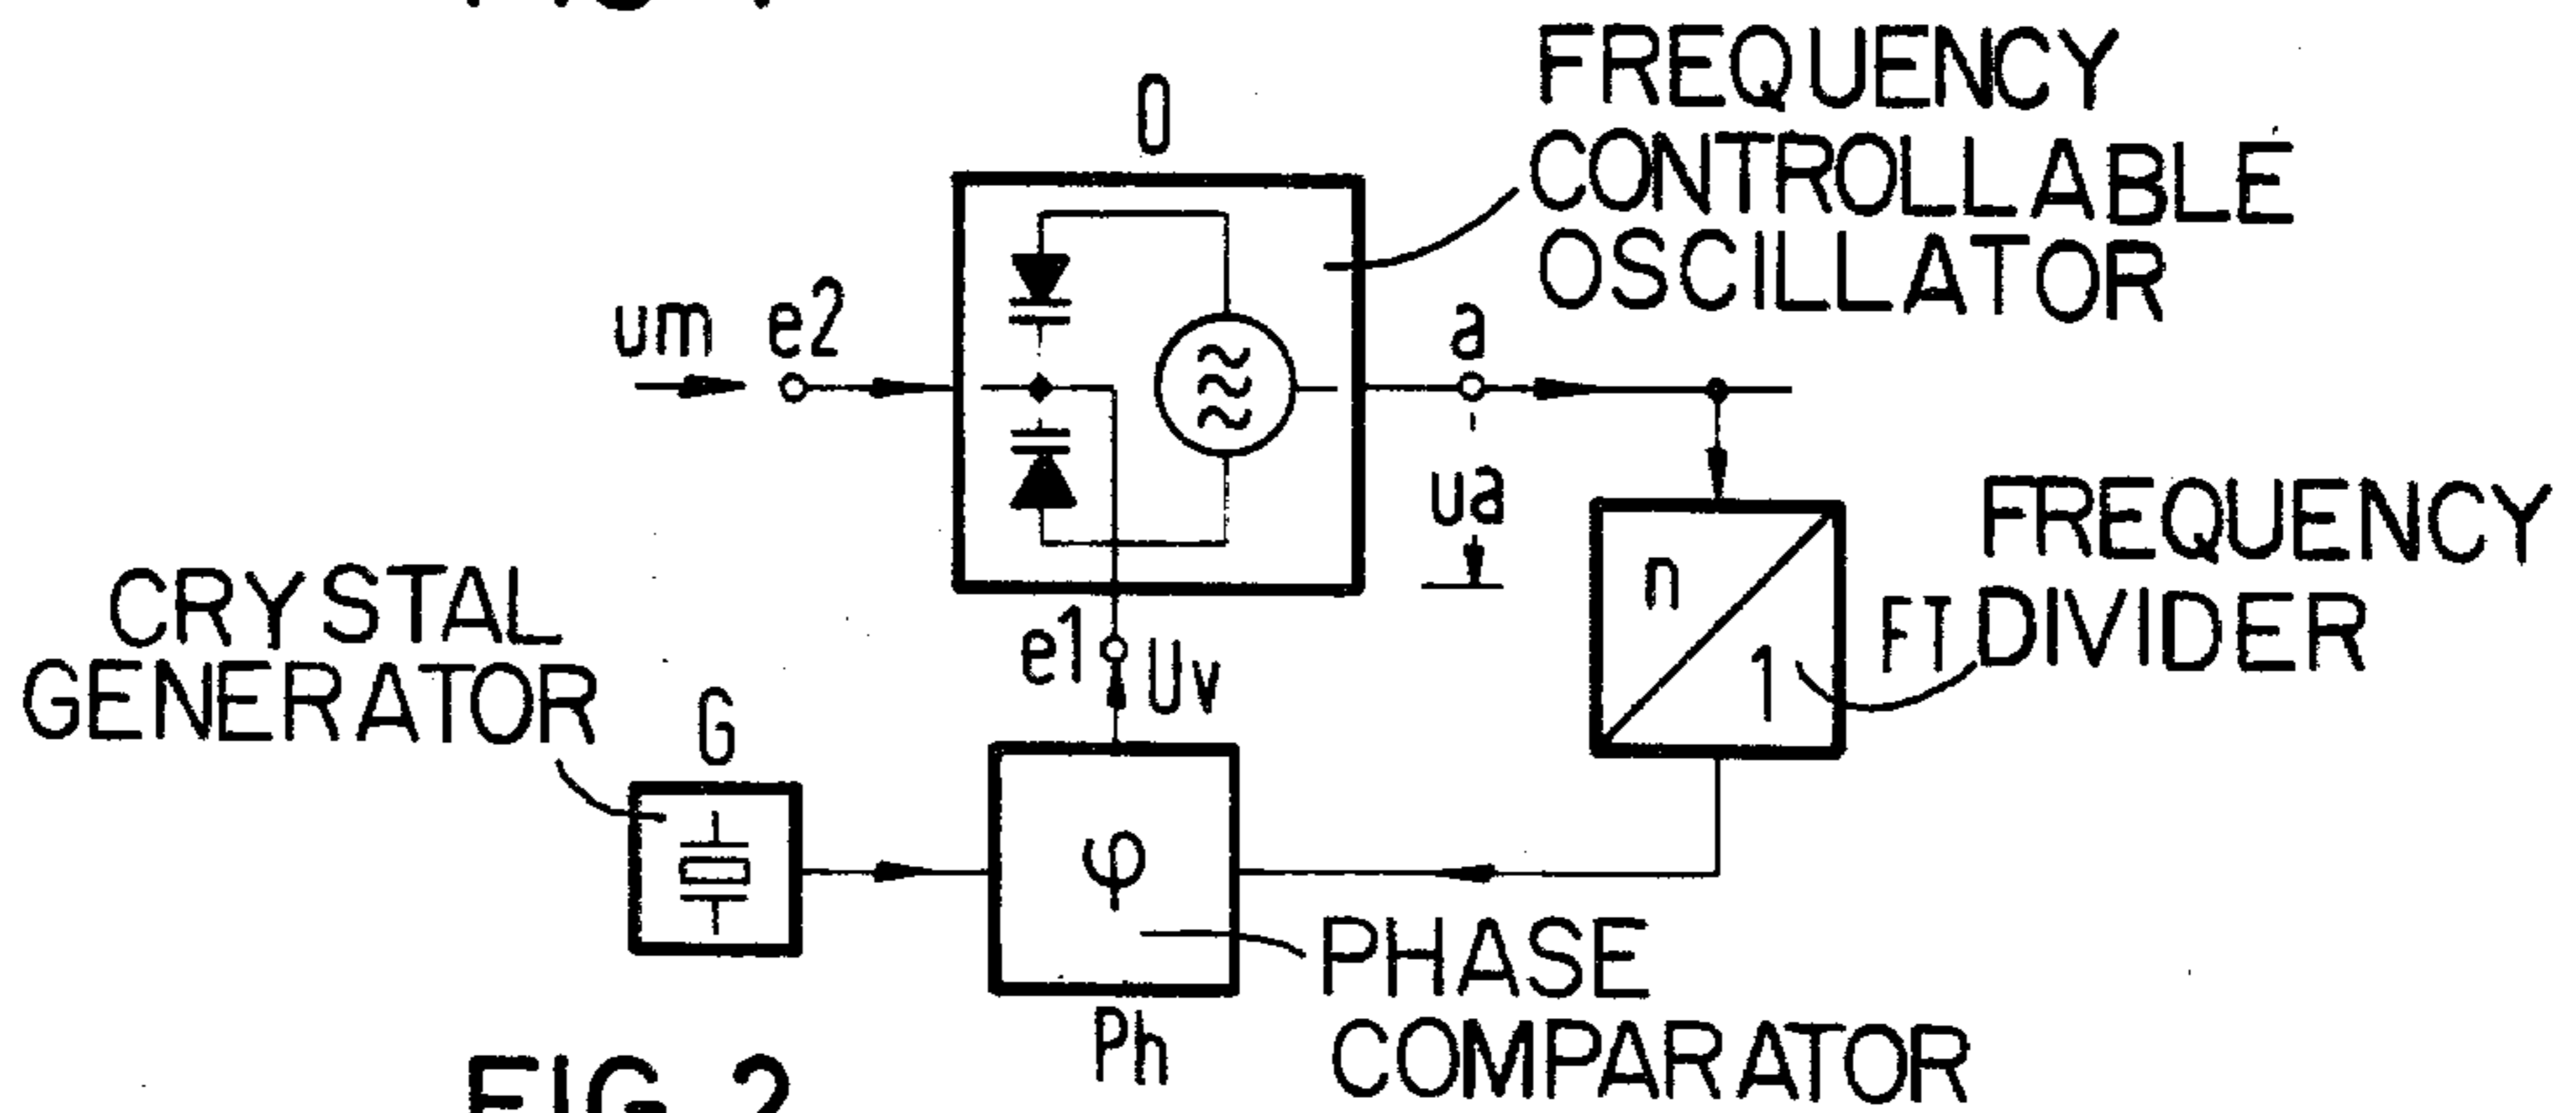 O
FREQUENCY
CONTROLLABLE
OSCILLATOR
um
e2
a
ua
n
1
FT
FREQUENCY
DIVIDER
CRYSTAL
GENERATOR
G
e1
Uv
φ
Ph
PHASE
COMPARATOR
FIG 2